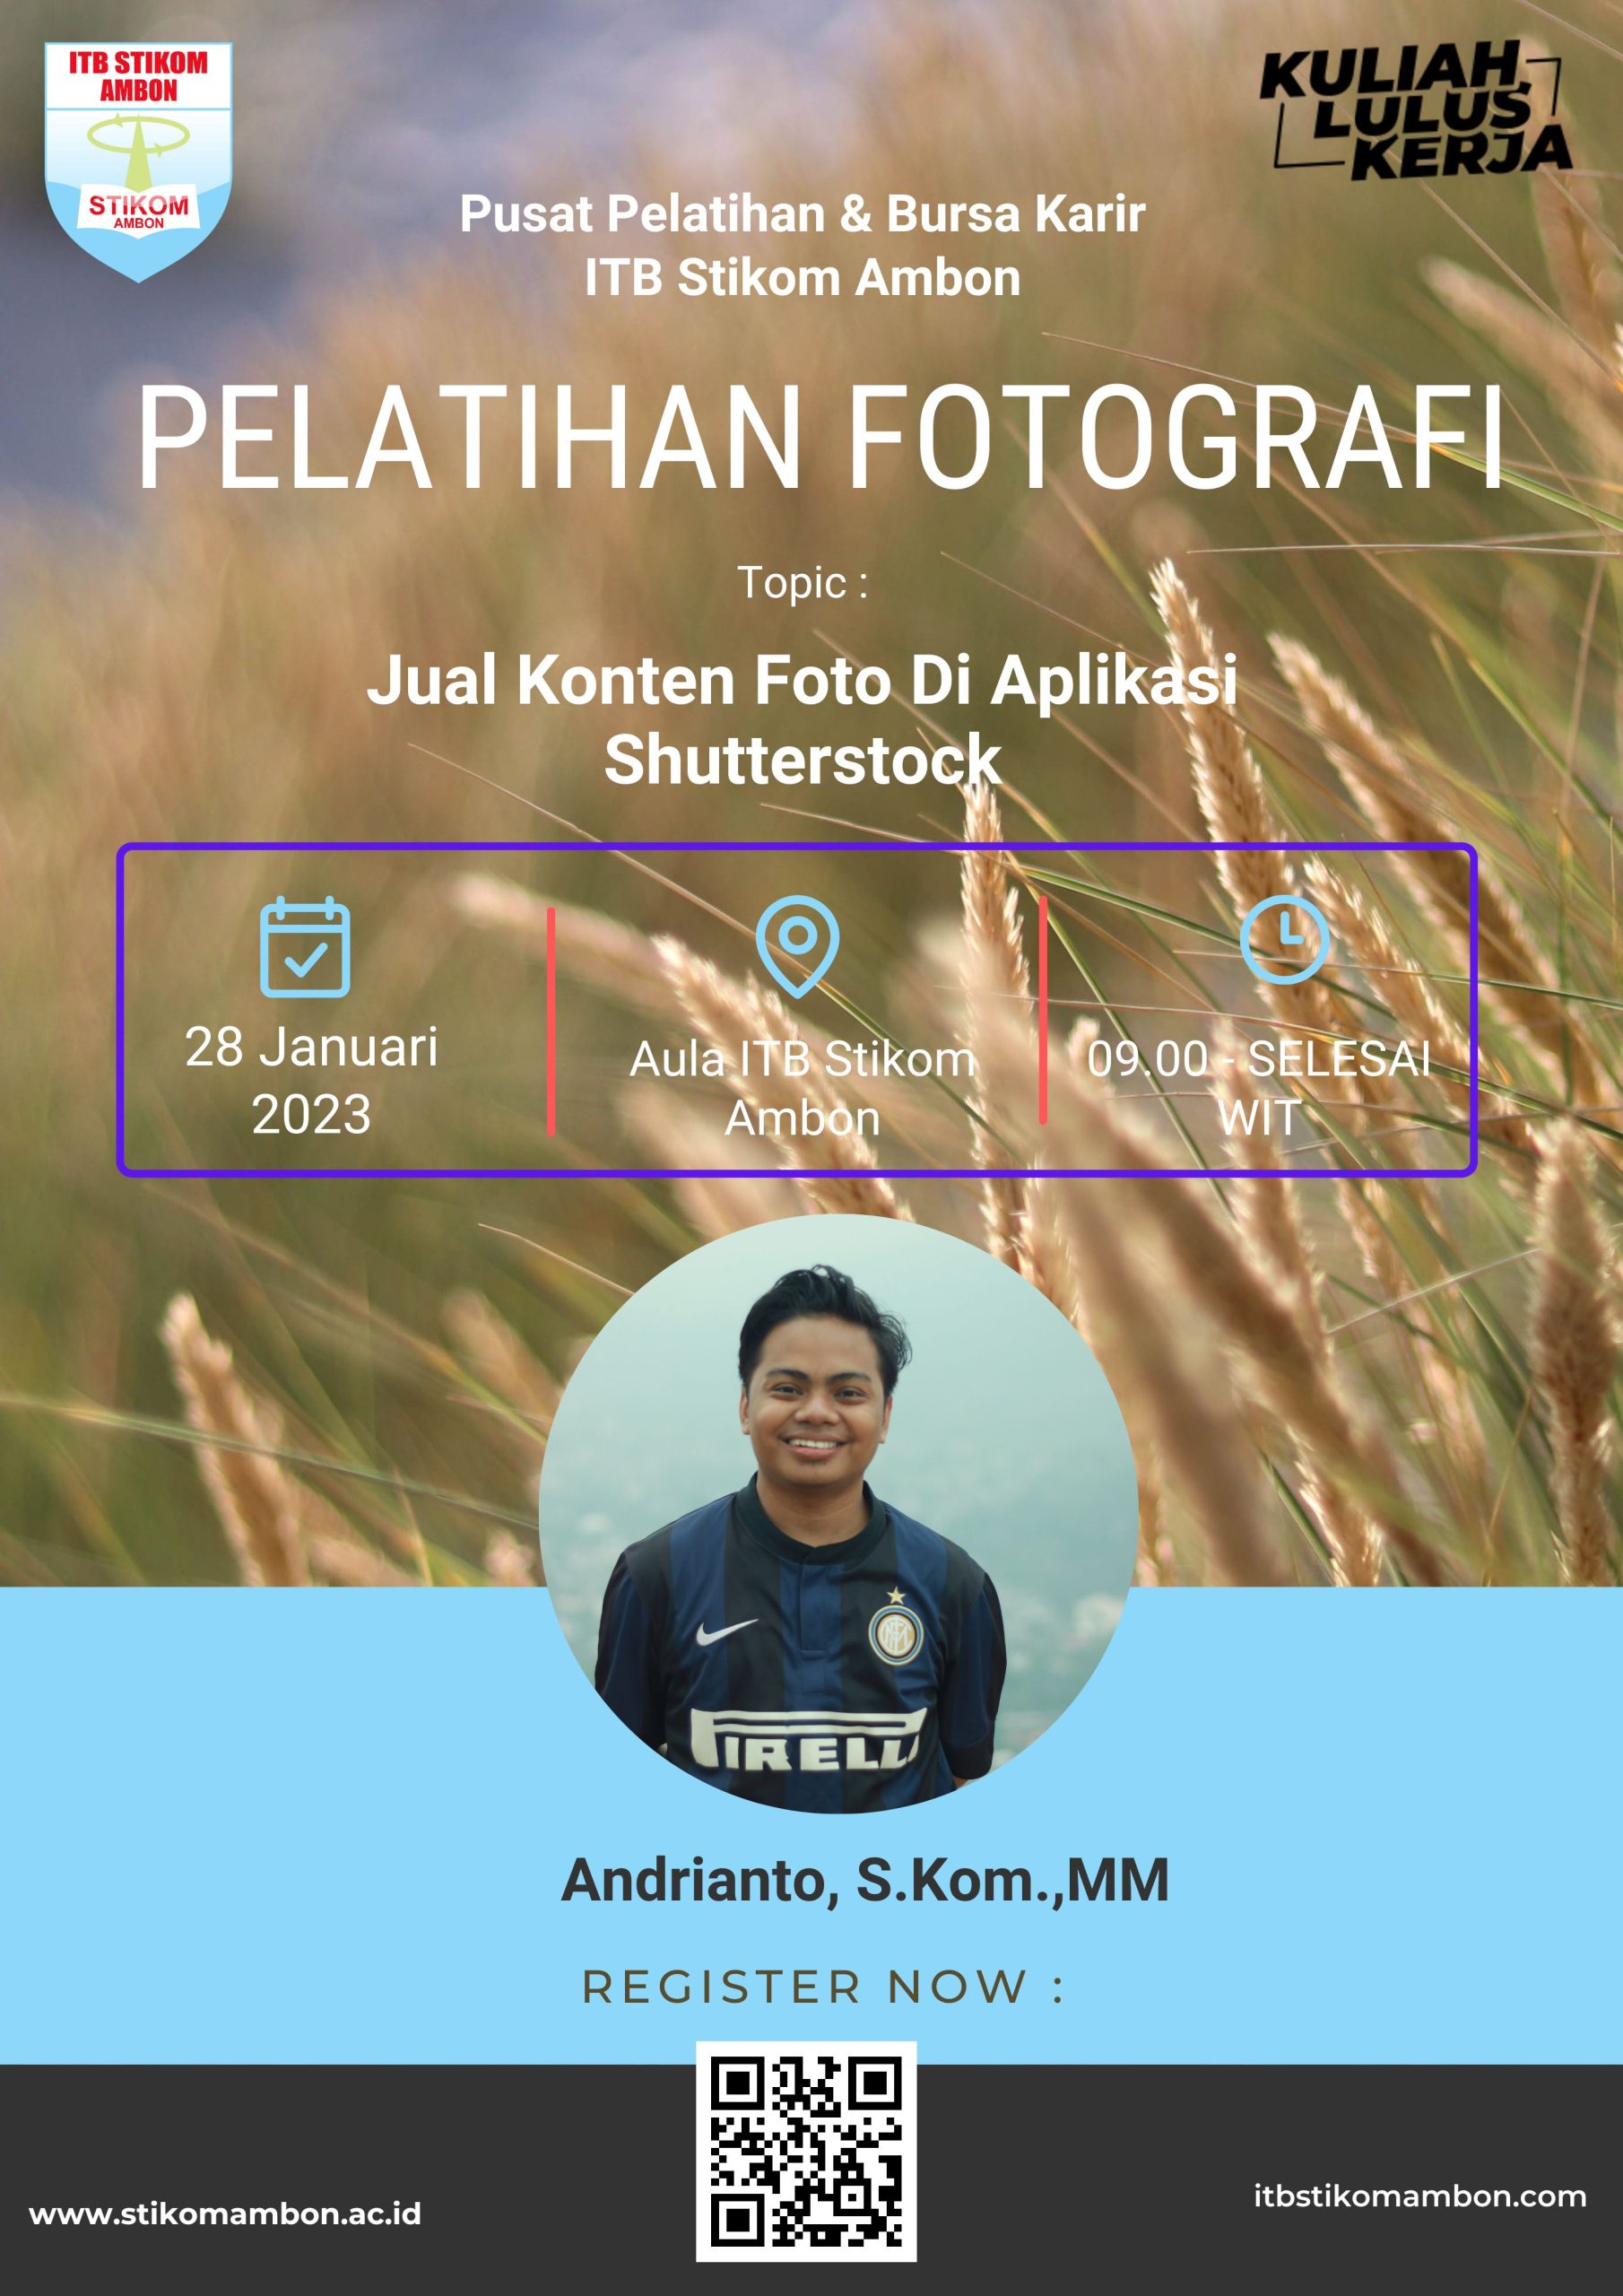 ITB STIKOM
AMBON
STIKOM
AMBON
KULIAH
LULUS
KERJA
Pusat Pelatihan & Bursa Karir
ITB Stikom Ambon
PELATIHAN FOTOGRAFI
Topic :
Jual Konten Foto Di Aplikasi
Shutterstock
28 Januari
2023
Aula ITB Stikom
Ambon
09.00 - SELESAI
WIT
PIRELLI
Andrianto, S.Kom.,MM
REGISTER NOW :
www.stikomambon.ac.id
itbstikomambon.com